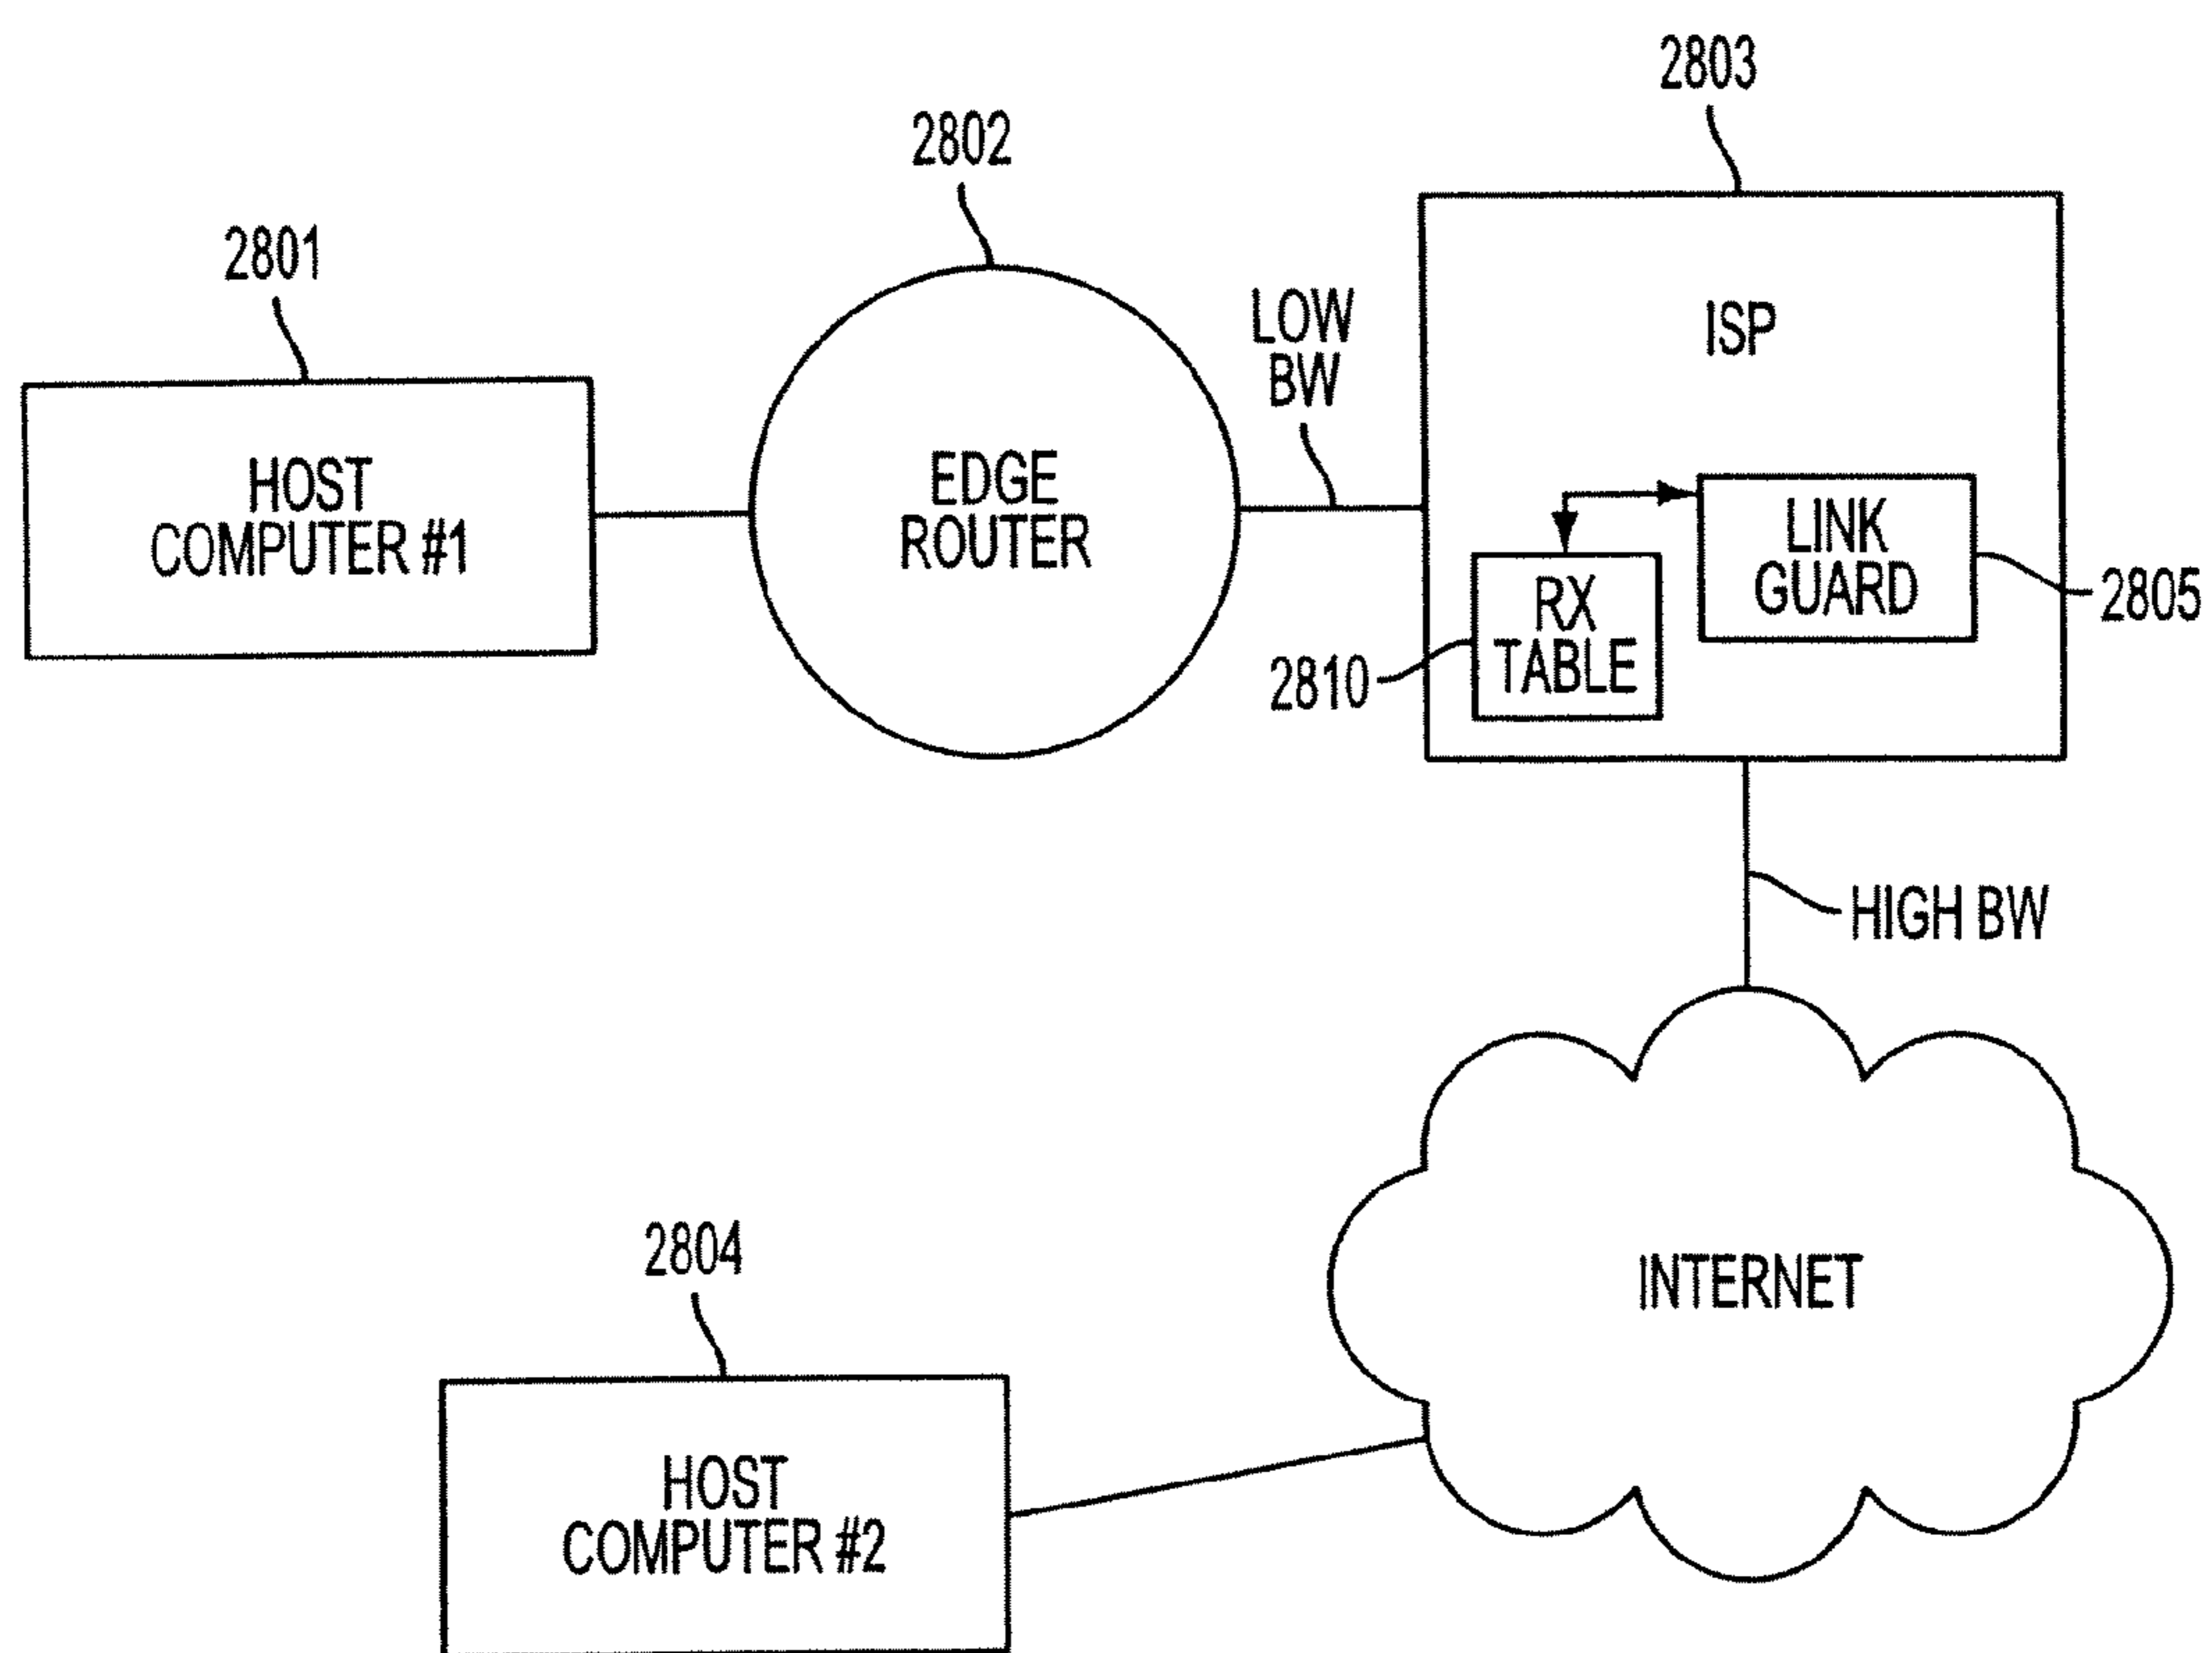 2803
2802
2801
LOW
BW
ISP
HOST
COMPUTER #1
EDGE
ROUTER
LINK
GUARD
2805
RX
TABLE
2810
HIGH BW
2804
INTERNET
HOST
COMPUTER #2